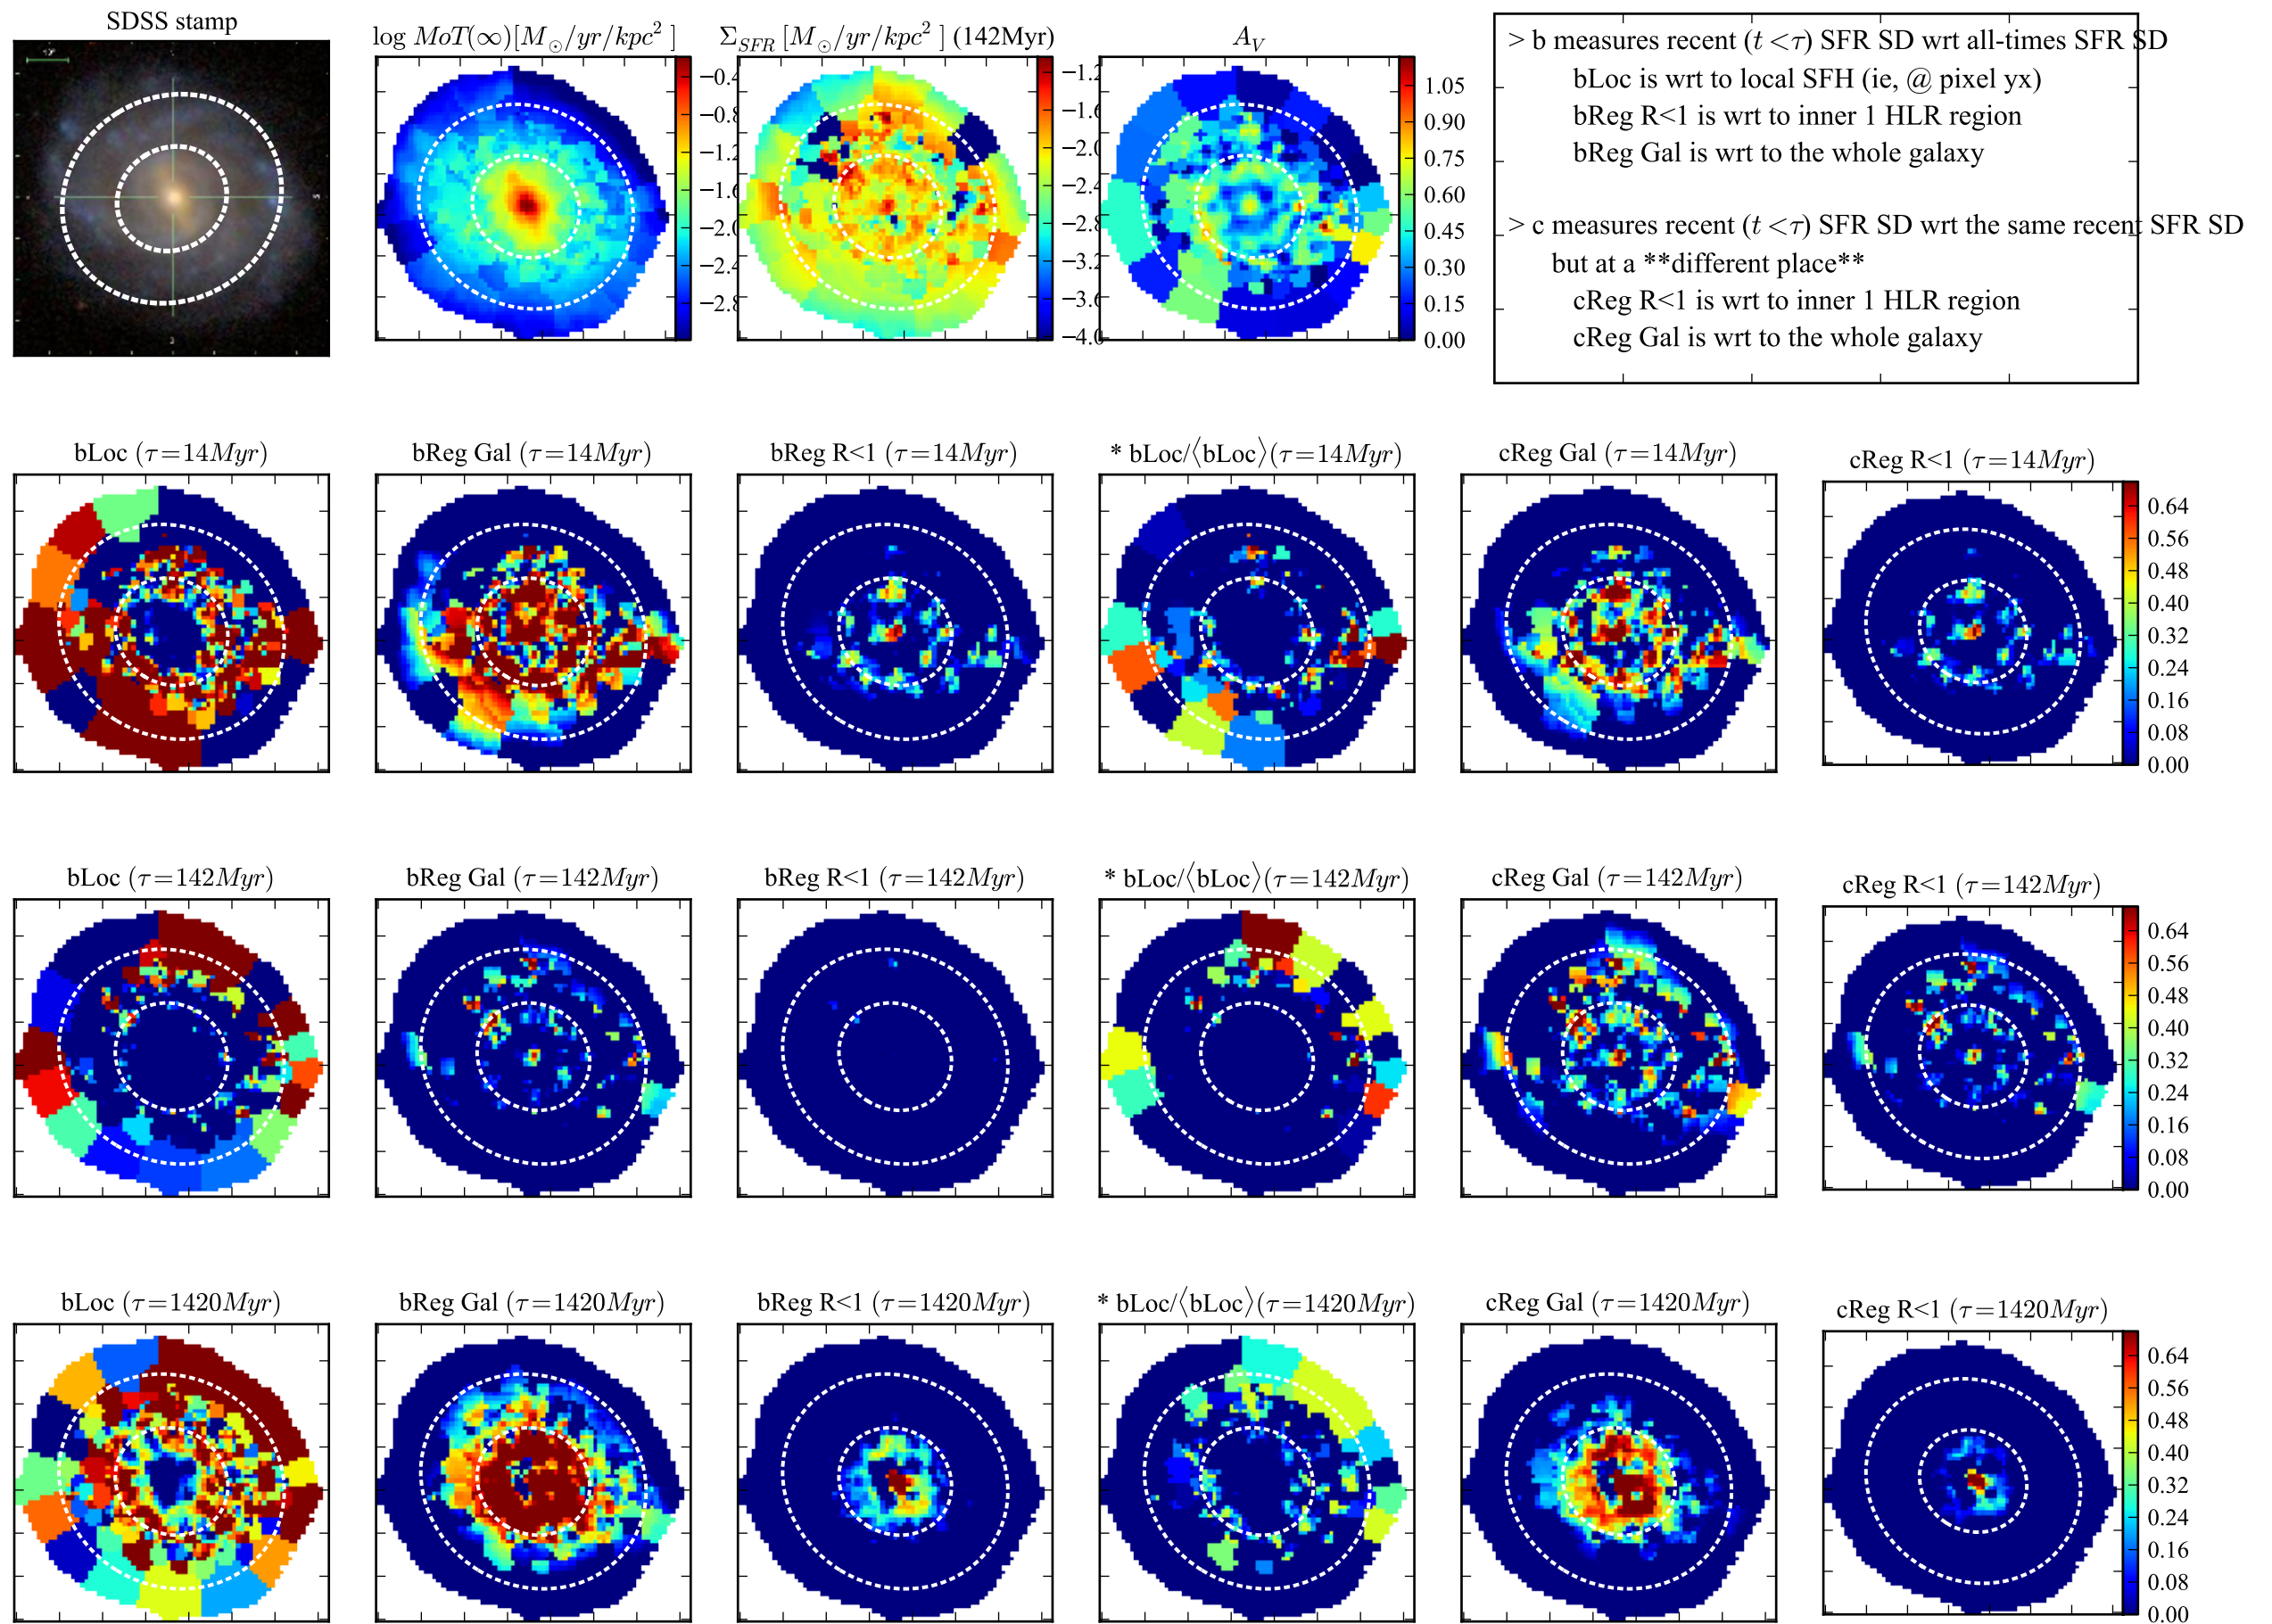 SDSS stamp
log MoT(∞)[M⊙/yr/kpc² ]
Σ_SFR [M⊙/yr/kpc² ] (142Myr)
A_V
−0.4
−0.8
−1.2
−1.6
−2.0
−2.4
−2.8
−1.2
−1.6
−2.0
−2.4
−2.8
−3.2
−3.6
−4.0
1.05
0.90
0.75
0.60
0.45
0.30
0.15
0.00
> b measures recent (t <τ) SFR SD wrt all-times SFR SD
bLoc is wrt to local SFH (ie, @ pixel yx)
bReg R<1 is wrt to inner 1 HLR region
bReg Gal is wrt to the whole galaxy
> c measures recent (t <τ) SFR SD wrt the same recent SFR SD
but at a **different place**
cReg R<1 is wrt to inner 1 HLR region
cReg Gal is wrt to the whole galaxy
bLoc (τ=14Myr)
bReg Gal (τ=14Myr)
bReg R<1 (τ=14Myr)
* bLoc/⟨bLoc⟩(τ=14Myr)
cReg Gal (τ=14Myr)
cReg R<1 (τ=14Myr)
0.64
0.56
0.48
0.40
0.32
0.24
0.16
0.08
0.00
bLoc (τ=142Myr)
bReg Gal (τ=142Myr)
bReg R<1 (τ=142Myr)
* bLoc/⟨bLoc⟩(τ=142Myr)
cReg Gal (τ=142Myr)
cReg R<1 (τ=142Myr)
0.64
0.56
0.48
0.40
0.32
0.24
0.16
0.08
0.00
bLoc (τ=1420Myr)
bReg Gal (τ=1420Myr)
bReg R<1 (τ=1420Myr)
* bLoc/⟨bLoc⟩(τ=1420Myr)
cReg Gal (τ=1420Myr)
cReg R<1 (τ=1420Myr)
0.64
0.56
0.48
0.40
0.32
0.24
0.16
0.08
0.00